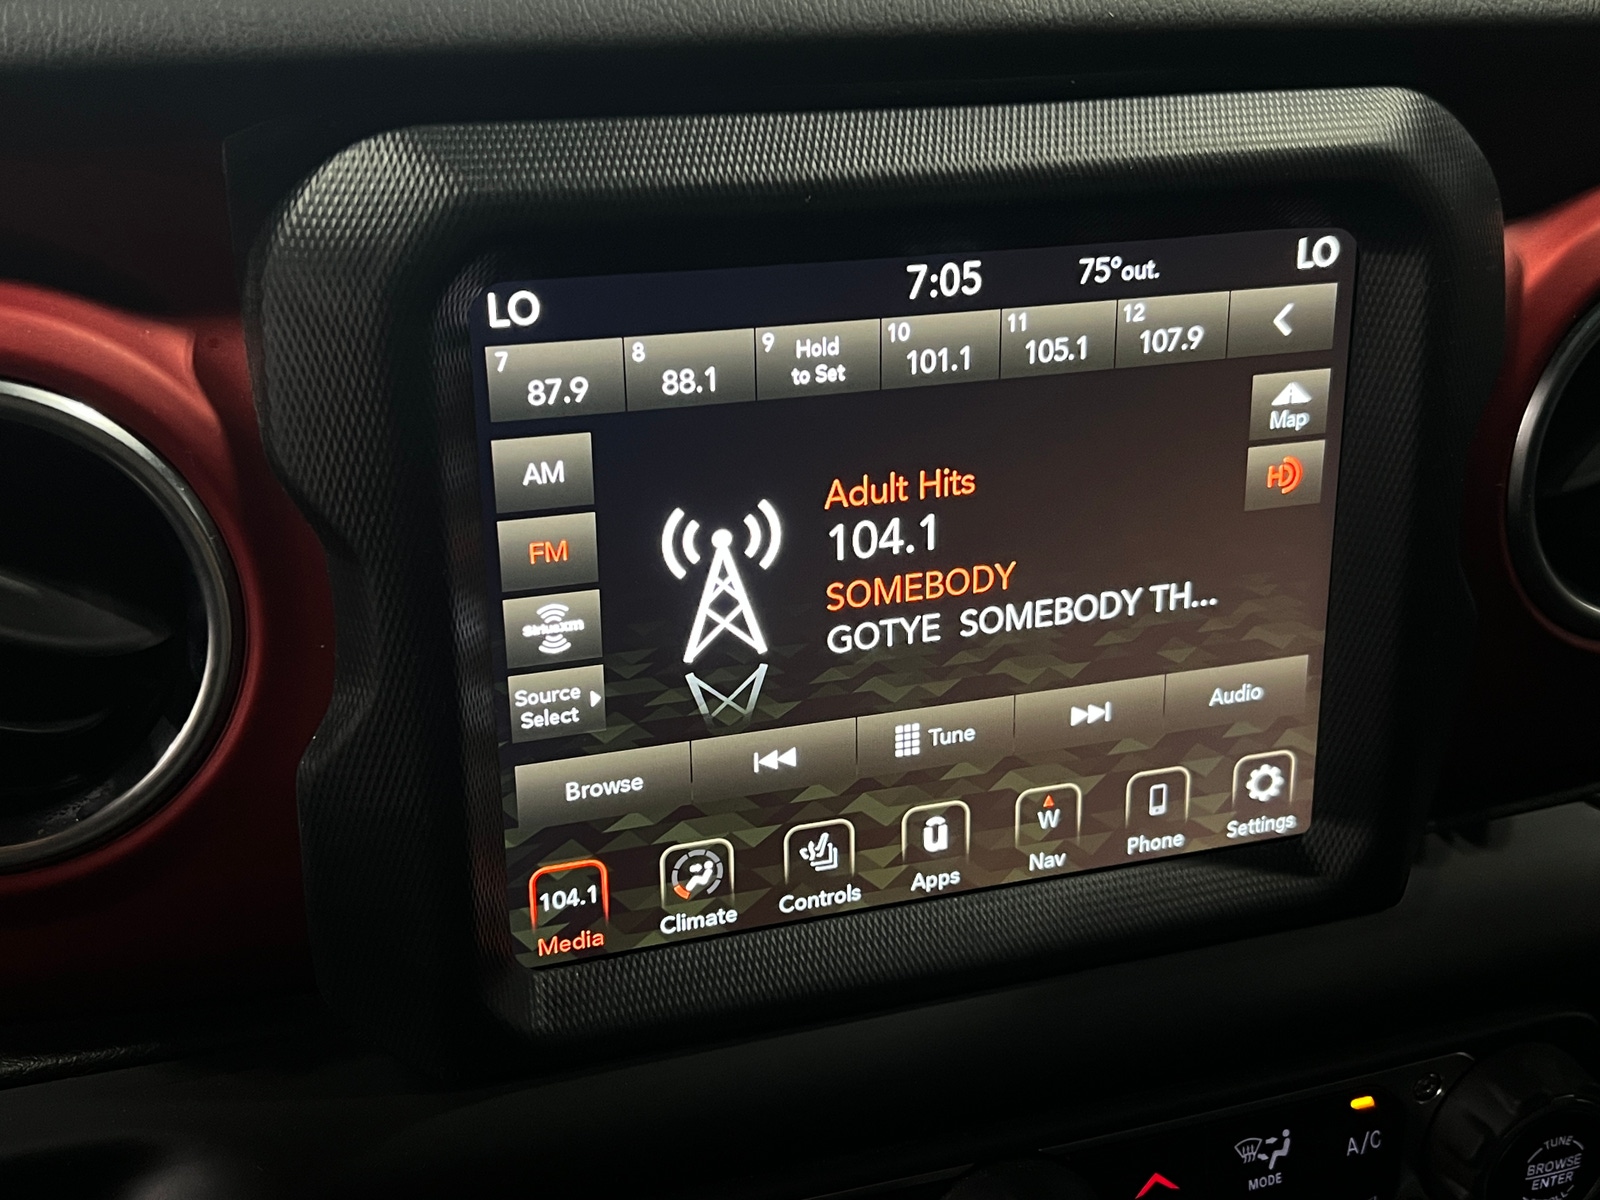 LO
7:05
75°out.
LO
7
87.9
8
88.1
9
Hold
to Set
10
101.1
11
105.1
12
107.9
AM
FM
SiriusXM
Source
Select
Map
HD
Adult Hits
104.1
SOMEBODY
GOTYE SOMEBODY TH...
Browse
Tune
Audio
104.1
Media
Climate
Controls
Apps
W
Nav
Phone
Settings
MODE
A/C
TUNE
BROWSE
ENTER